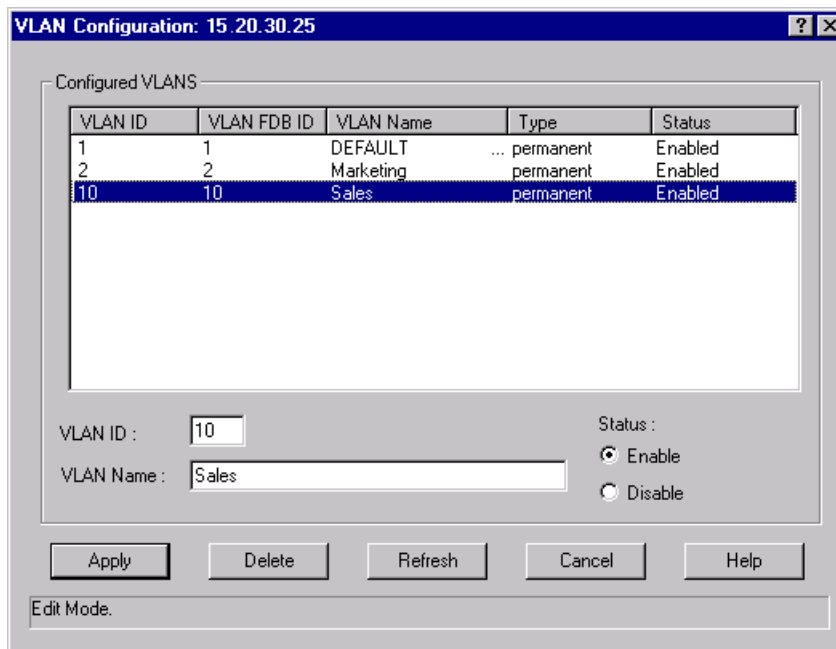 VLAN Configuration: 15.20.30.25 ? X
Configured VLANS
VLAN ID VLAN FDB ID VLAN Name Type Status
1 1 DEFAULT ... permanent Enabled
2 2 Marketing permanent Enabled
10 10 Sales permanent Enabled
VLAN ID : 10 Status :
Enable
VLAN Name : Sales
Disable
Apply Delete Refresh Cancel Help
Edit Mode.